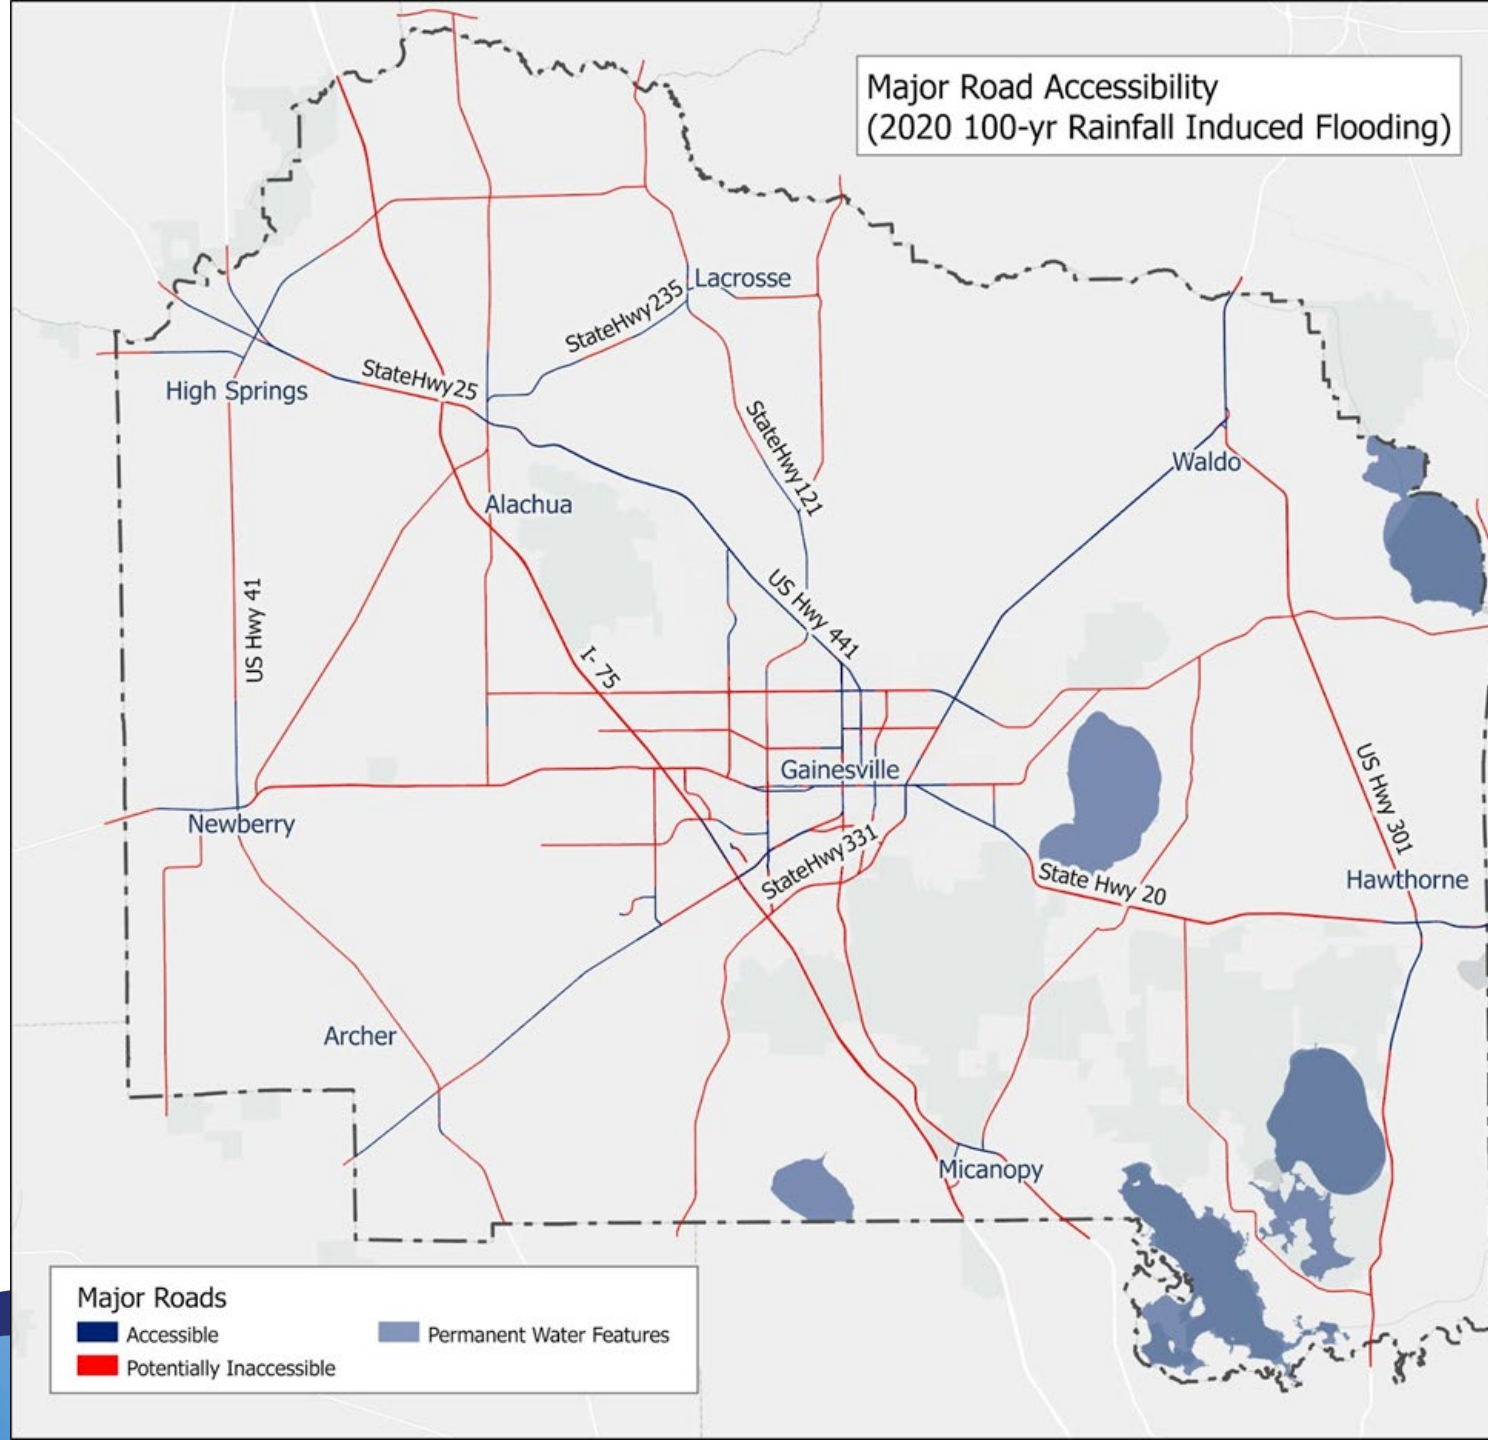 Major Road Accessibility
(2020 100-yr Rainfall Induced Flooding)
Lacrosse
StateHwy235
StateHwy25
High Springs
StateHwy121
Waldo
Alachua
US Hwy 41
US Hwy 441
I- 75
Gainesville
US Hwy 301
Newberry
StateHwy331
State Hwy 20
Hawthorne
Archer
Micanopy
Major Roads
Accessible
Permanent Water Features
Potentially Inaccessible